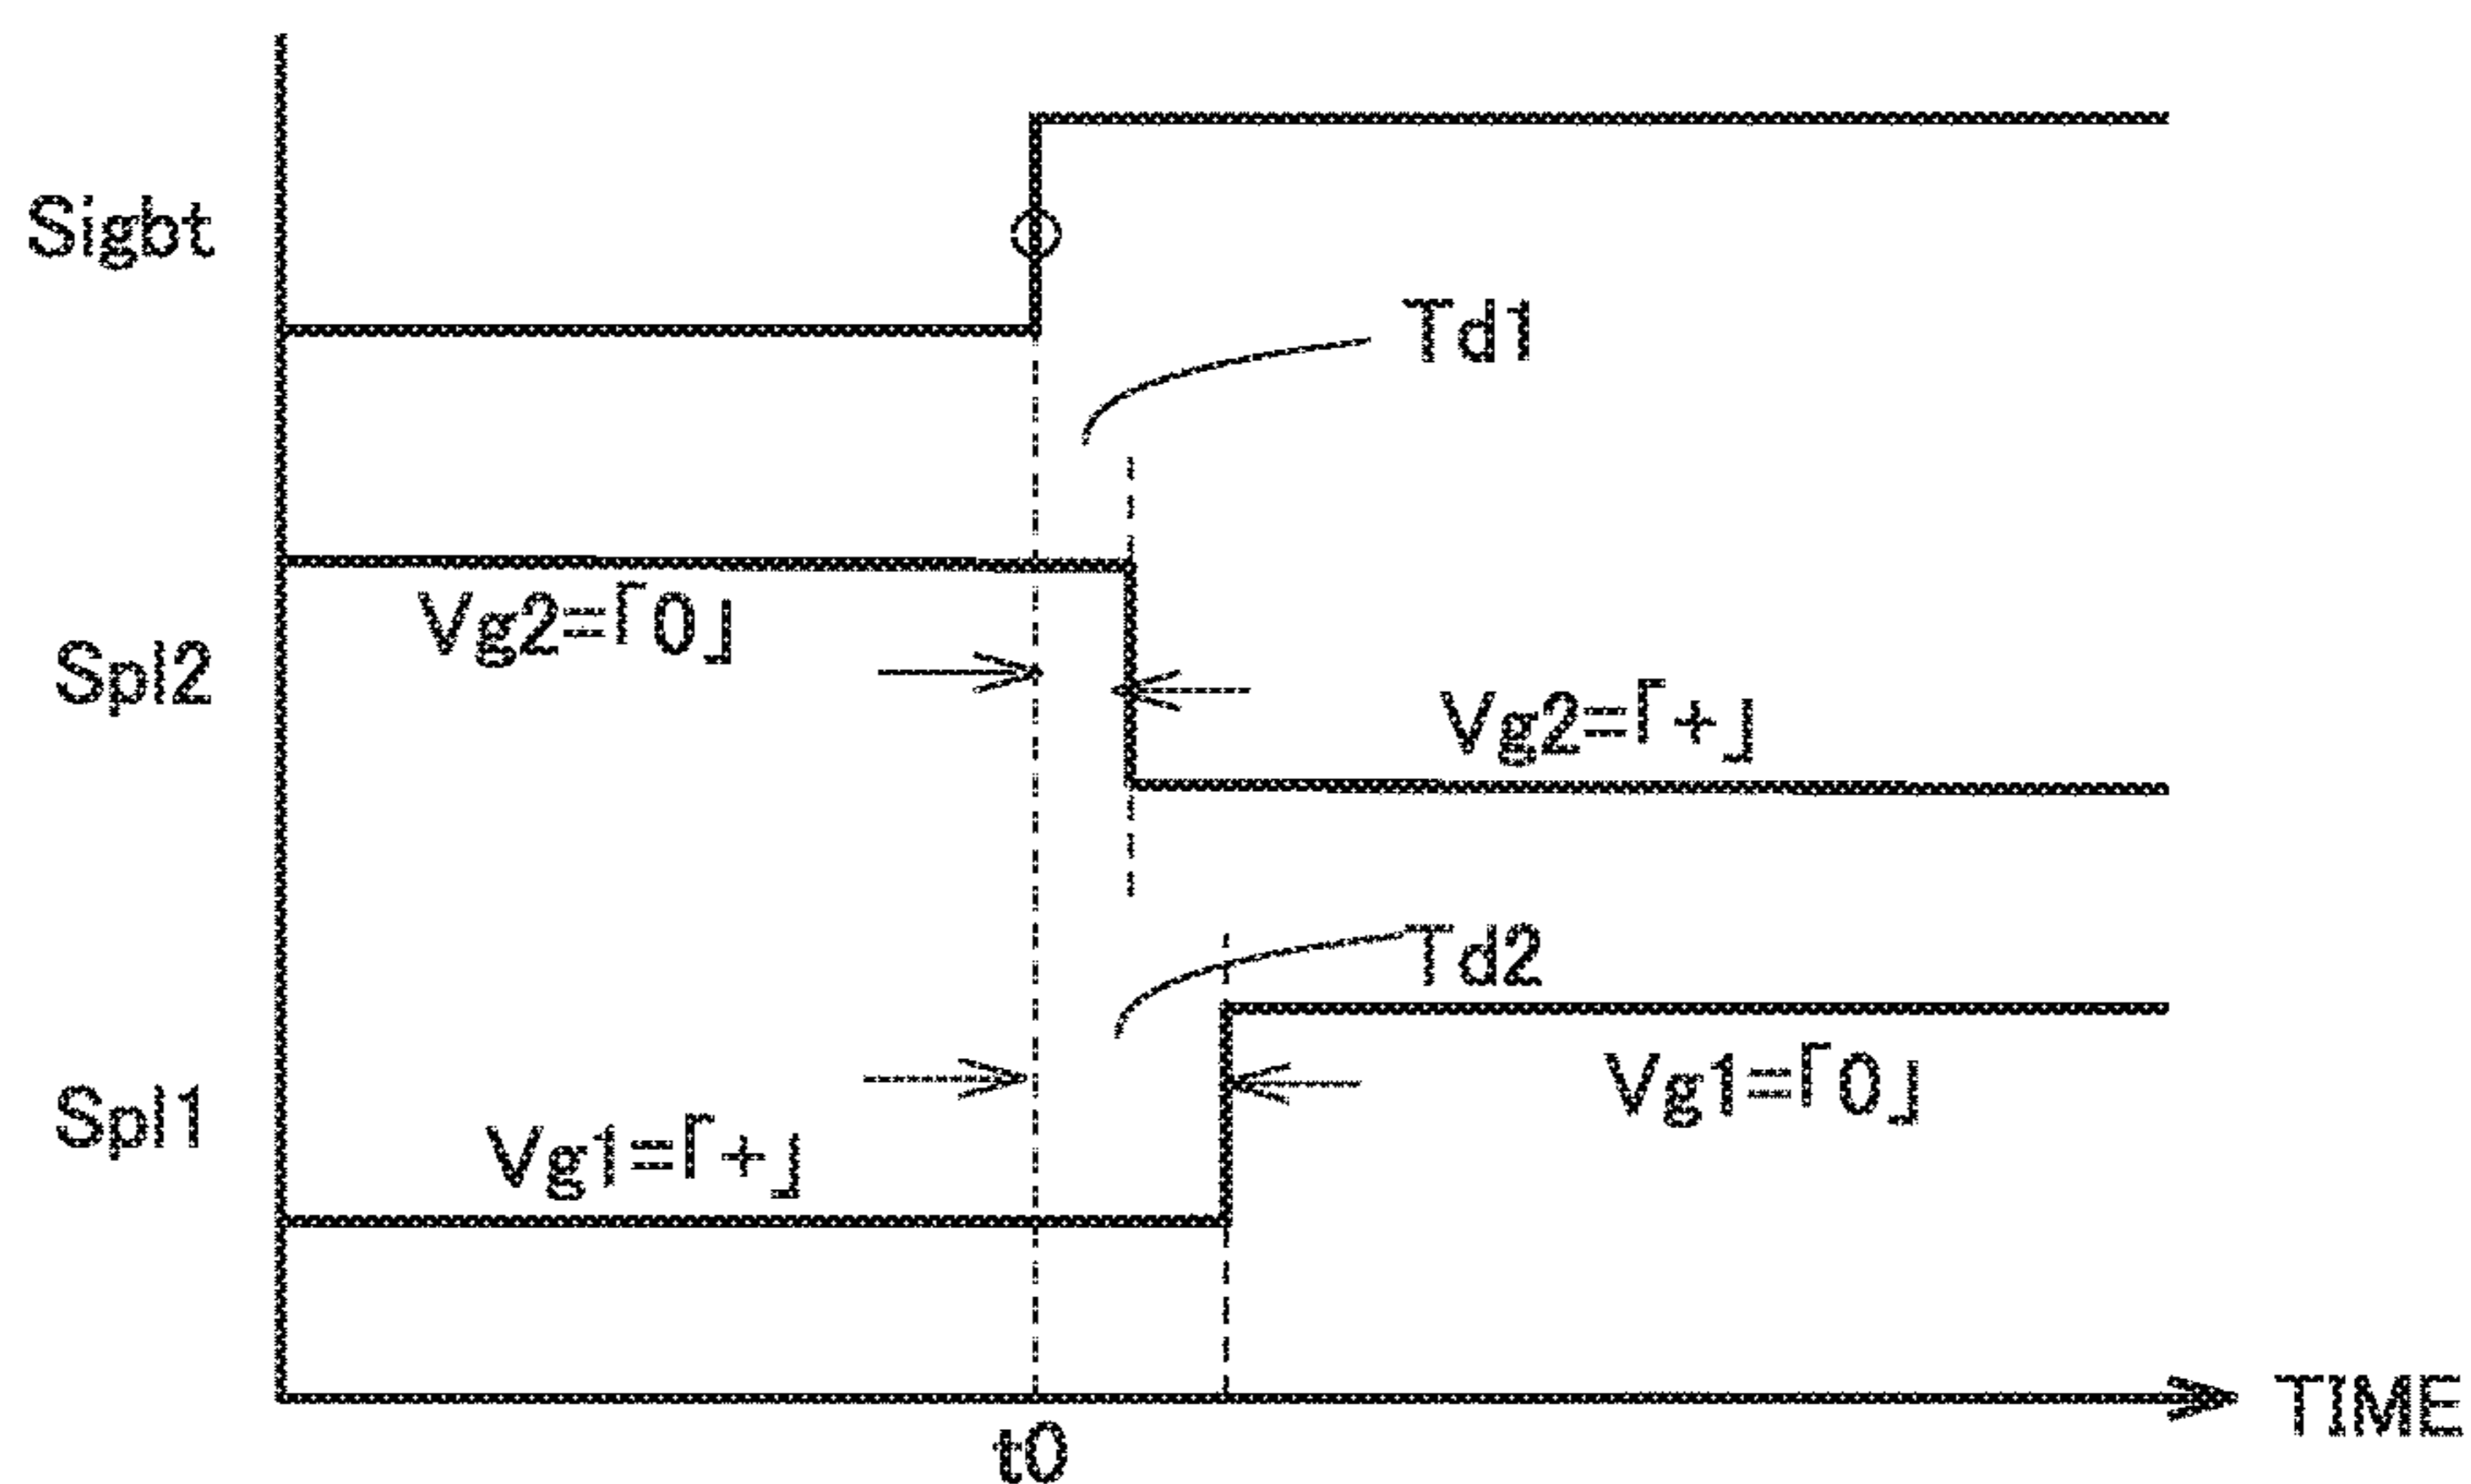 Sigbt
Td1
Vg2=「0」
Spl2
Vg2=「+」
Td2
Vg1=「0」
Spl1
Vg1=「+」
TIME
t0